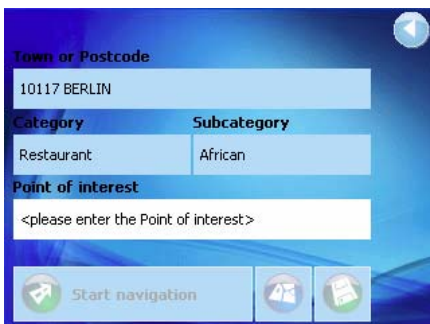 Town or Postcode
10117 BERLIN
Category Subcategory
Restaurant African
Point of interest
<please enter the Point of interest>
Start navigation